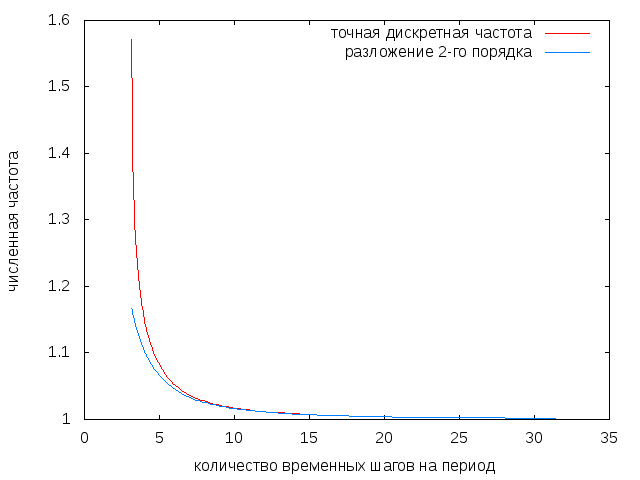 точная дискретная частота
разложение 2-го порядка
численная частота
1.6
1.5
1.4
1.3
1.2
1.1
1
0 5 10 15 20 25 30 35
количество временных шагов на период